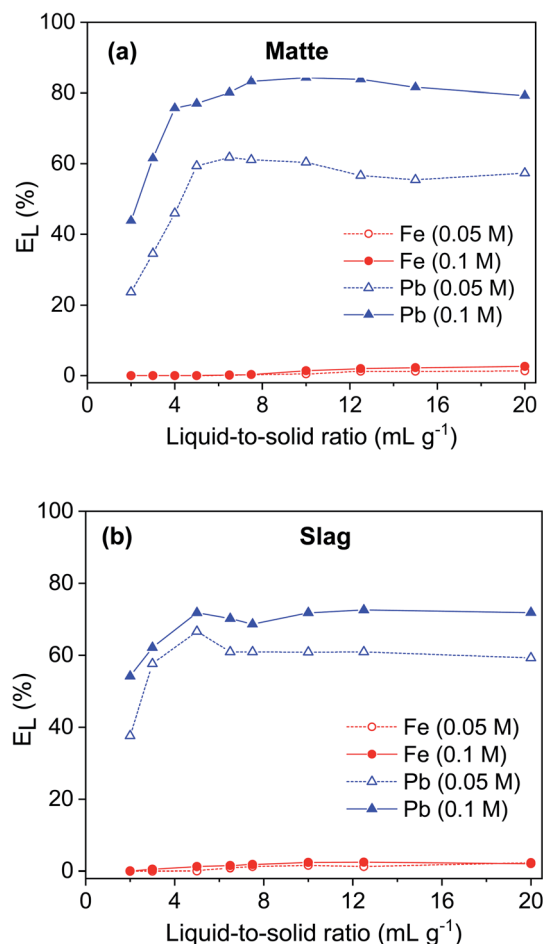 100
(a)
Matte
80
60
40
20
0
E_L (%)
Fe (0.05 M)
Fe (0.1 M)
Pb (0.05 M)
Pb (0.1 M)
0 4 8 12 16 20
Liquid-to-solid ratio (mL g⁻¹)
100
(b)
Slag
80
60
40
20
0
E_L (%)
Fe (0.05 M)
Fe (0.1 M)
Pb (0.05 M)
Pb (0.1 M)
0 4 8 12 16 20
Liquid-to-solid ratio (mL g⁻¹)